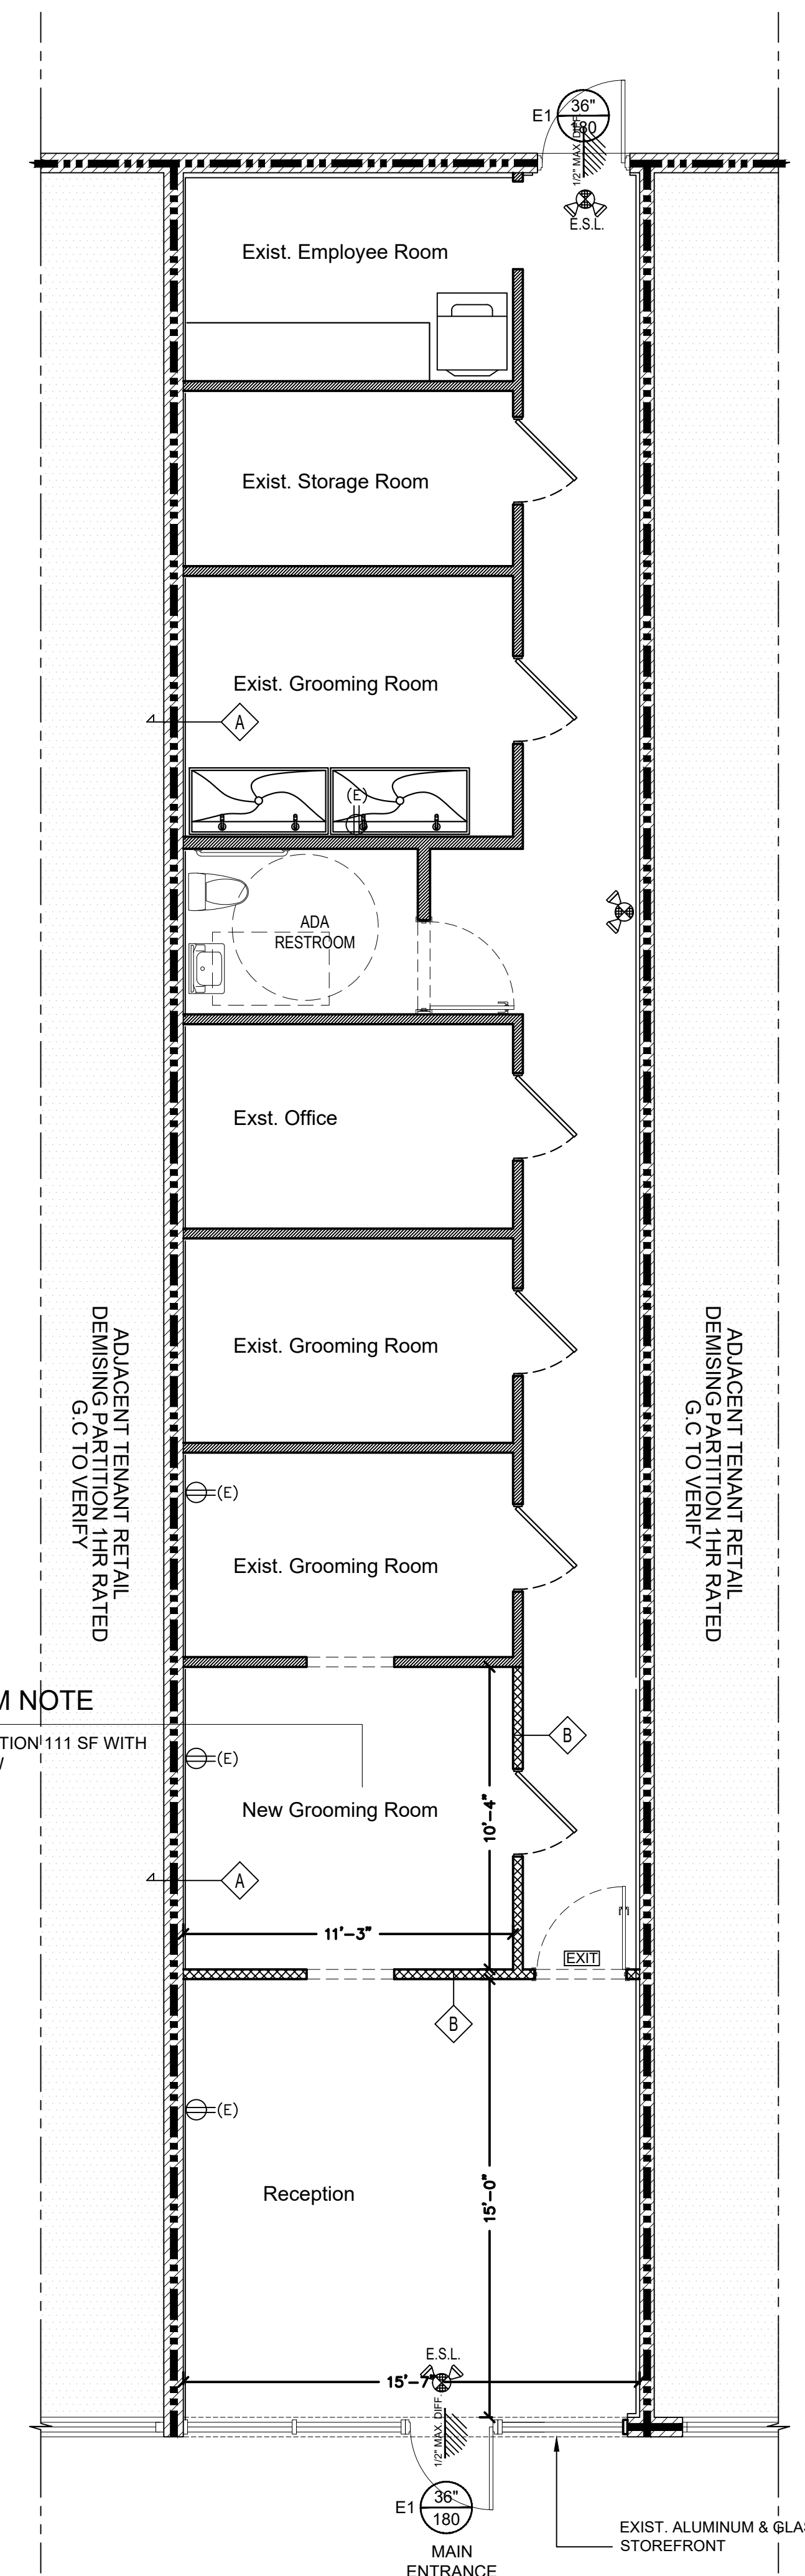 E1
36"
180
1/2" MAX. DIFF.
E.S.L.
Exist. Employee Room
Exist. Storage Room
Exist. Grooming Room
A
(E)
ADA
RESTROOM
Exst. Office
ADJACENT TENANT RETAIL
DEMISING PARTITION 1HR RATED
G.C TO VERIFY
ADJACENT TENANT RETAIL
DEMISING PARTITION 1HR RATED
G.C TO VERIFY
Exist. Grooming Room
(E)
Exist. Grooming Room
NOTE
111 SF WITH
B
(E)
New Grooming Room
10'-4"
A
11'-3"
EXIT
B
(E)
Reception
15'-0"
E.S.L.
15'-7"
1/2" MAX. DIFF.
E1
36"
180
MAIN
ENTRANCE
EXIST. ALUMINUM &
STOREFRONT